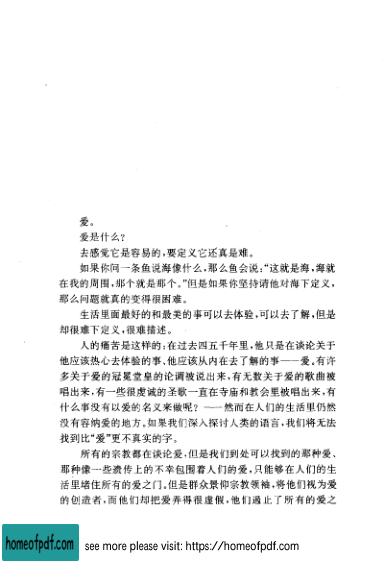 爱。
爱是什么?
去感觉它是容易的,要定义它还真是难。
如果你问一条鱼说海像什么,那么鱼会说:“这就是海,海就
在我的周围,那个就是那个。”但是如果你坚持请他对海下定义,
那么问题就真的变得很困难。
生活里面最好的和最美的事可以去体验,可以去了解,但是
却很难下定义,很难描述。
人的痛苦是这样的:在过去四五千年里,他只是在谈论关于
他应该热心去体验的事、他应该从内在去了解的事——爱。有许
多关于爱的冠冕堂皇的论调被说出来,有无数关于爱的歌曲被
唱出来,有一些很虔诚的圣歌一直在寺庙和教会里被唱出来,有
什么事没有以爱的名义来做呢?——然而在人们的生活里仍然
没有容纳爱的地方。如果我们深入探讨人类的语言,我们将无法
找到比“爱”更不真实的字。
所有的宗教都在谈论爱,但是我们到处可以找到的那种爱、
那种像一些遗传上的不幸包围着人们的爱,只能够在人们的生
活里堵住所有的爱之门。但是群众景仰宗教领袖,将他们视为爱
的创造者,而他们却把爱弄得很虚假,他们遏止了所有的爱之
homeofpdf.com see more please visit: https://homeofpdf.com